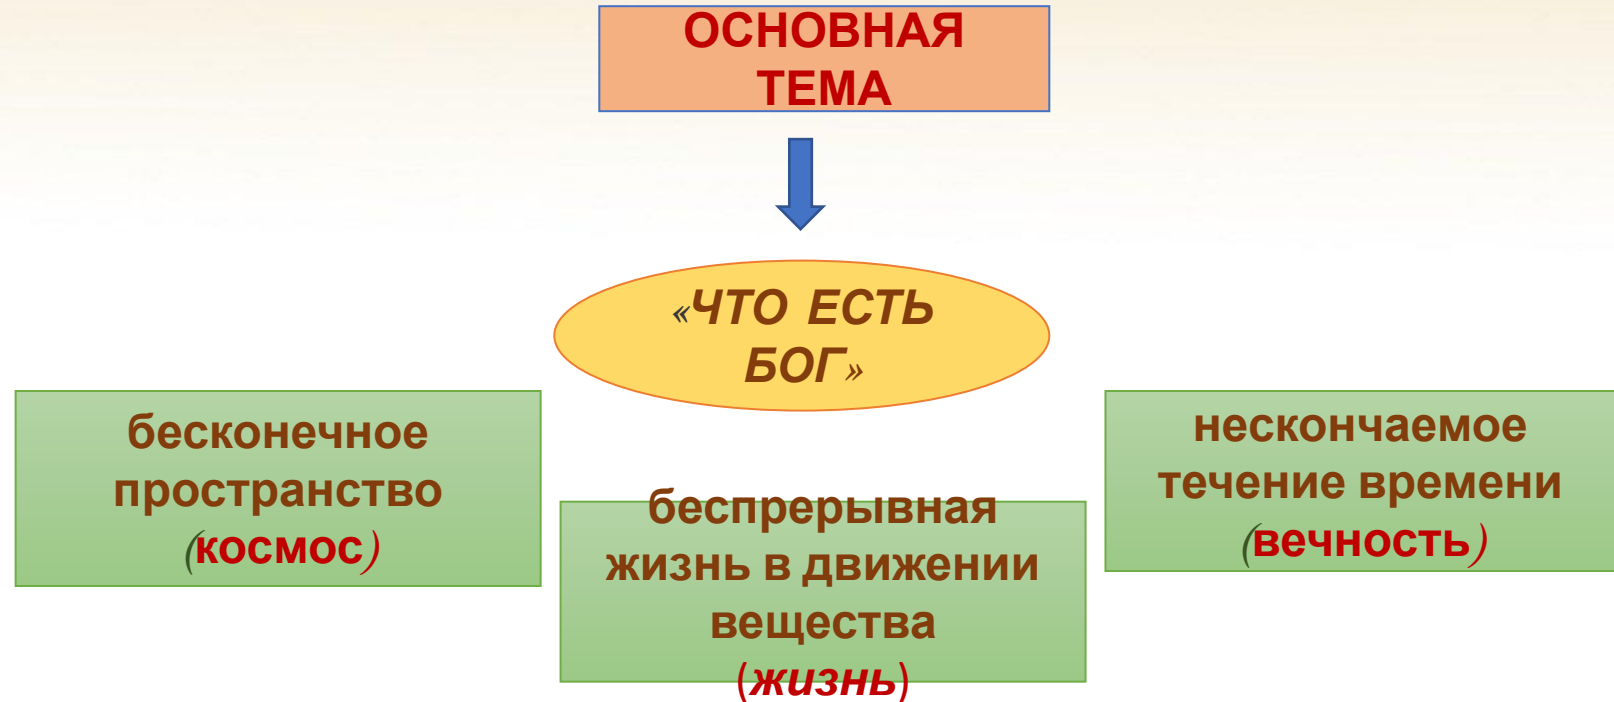 ОСНОВНАЯ
ТЕМА
«ЧТО ЕСТЬ
БОГ»
бесконечное
пространство
(космос)
беспрерывная
жизнь в движении
вещества
(жизнь)
нескончаемое
течение времени
(вечность)